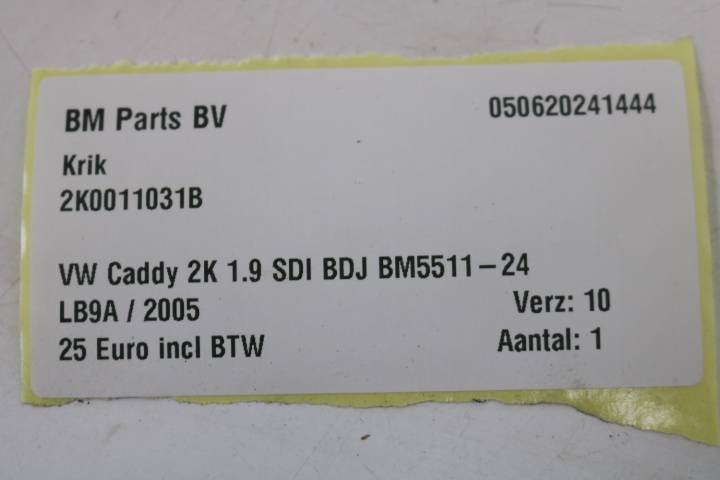 BM Parts BV 050620241444
Krik
2K0011031B
VW Caddy 2K 1.9 SDI BDJ BM5511-24
LB9A / 2005 Verz: 10
25 Euro incl BTW Aantal: 1